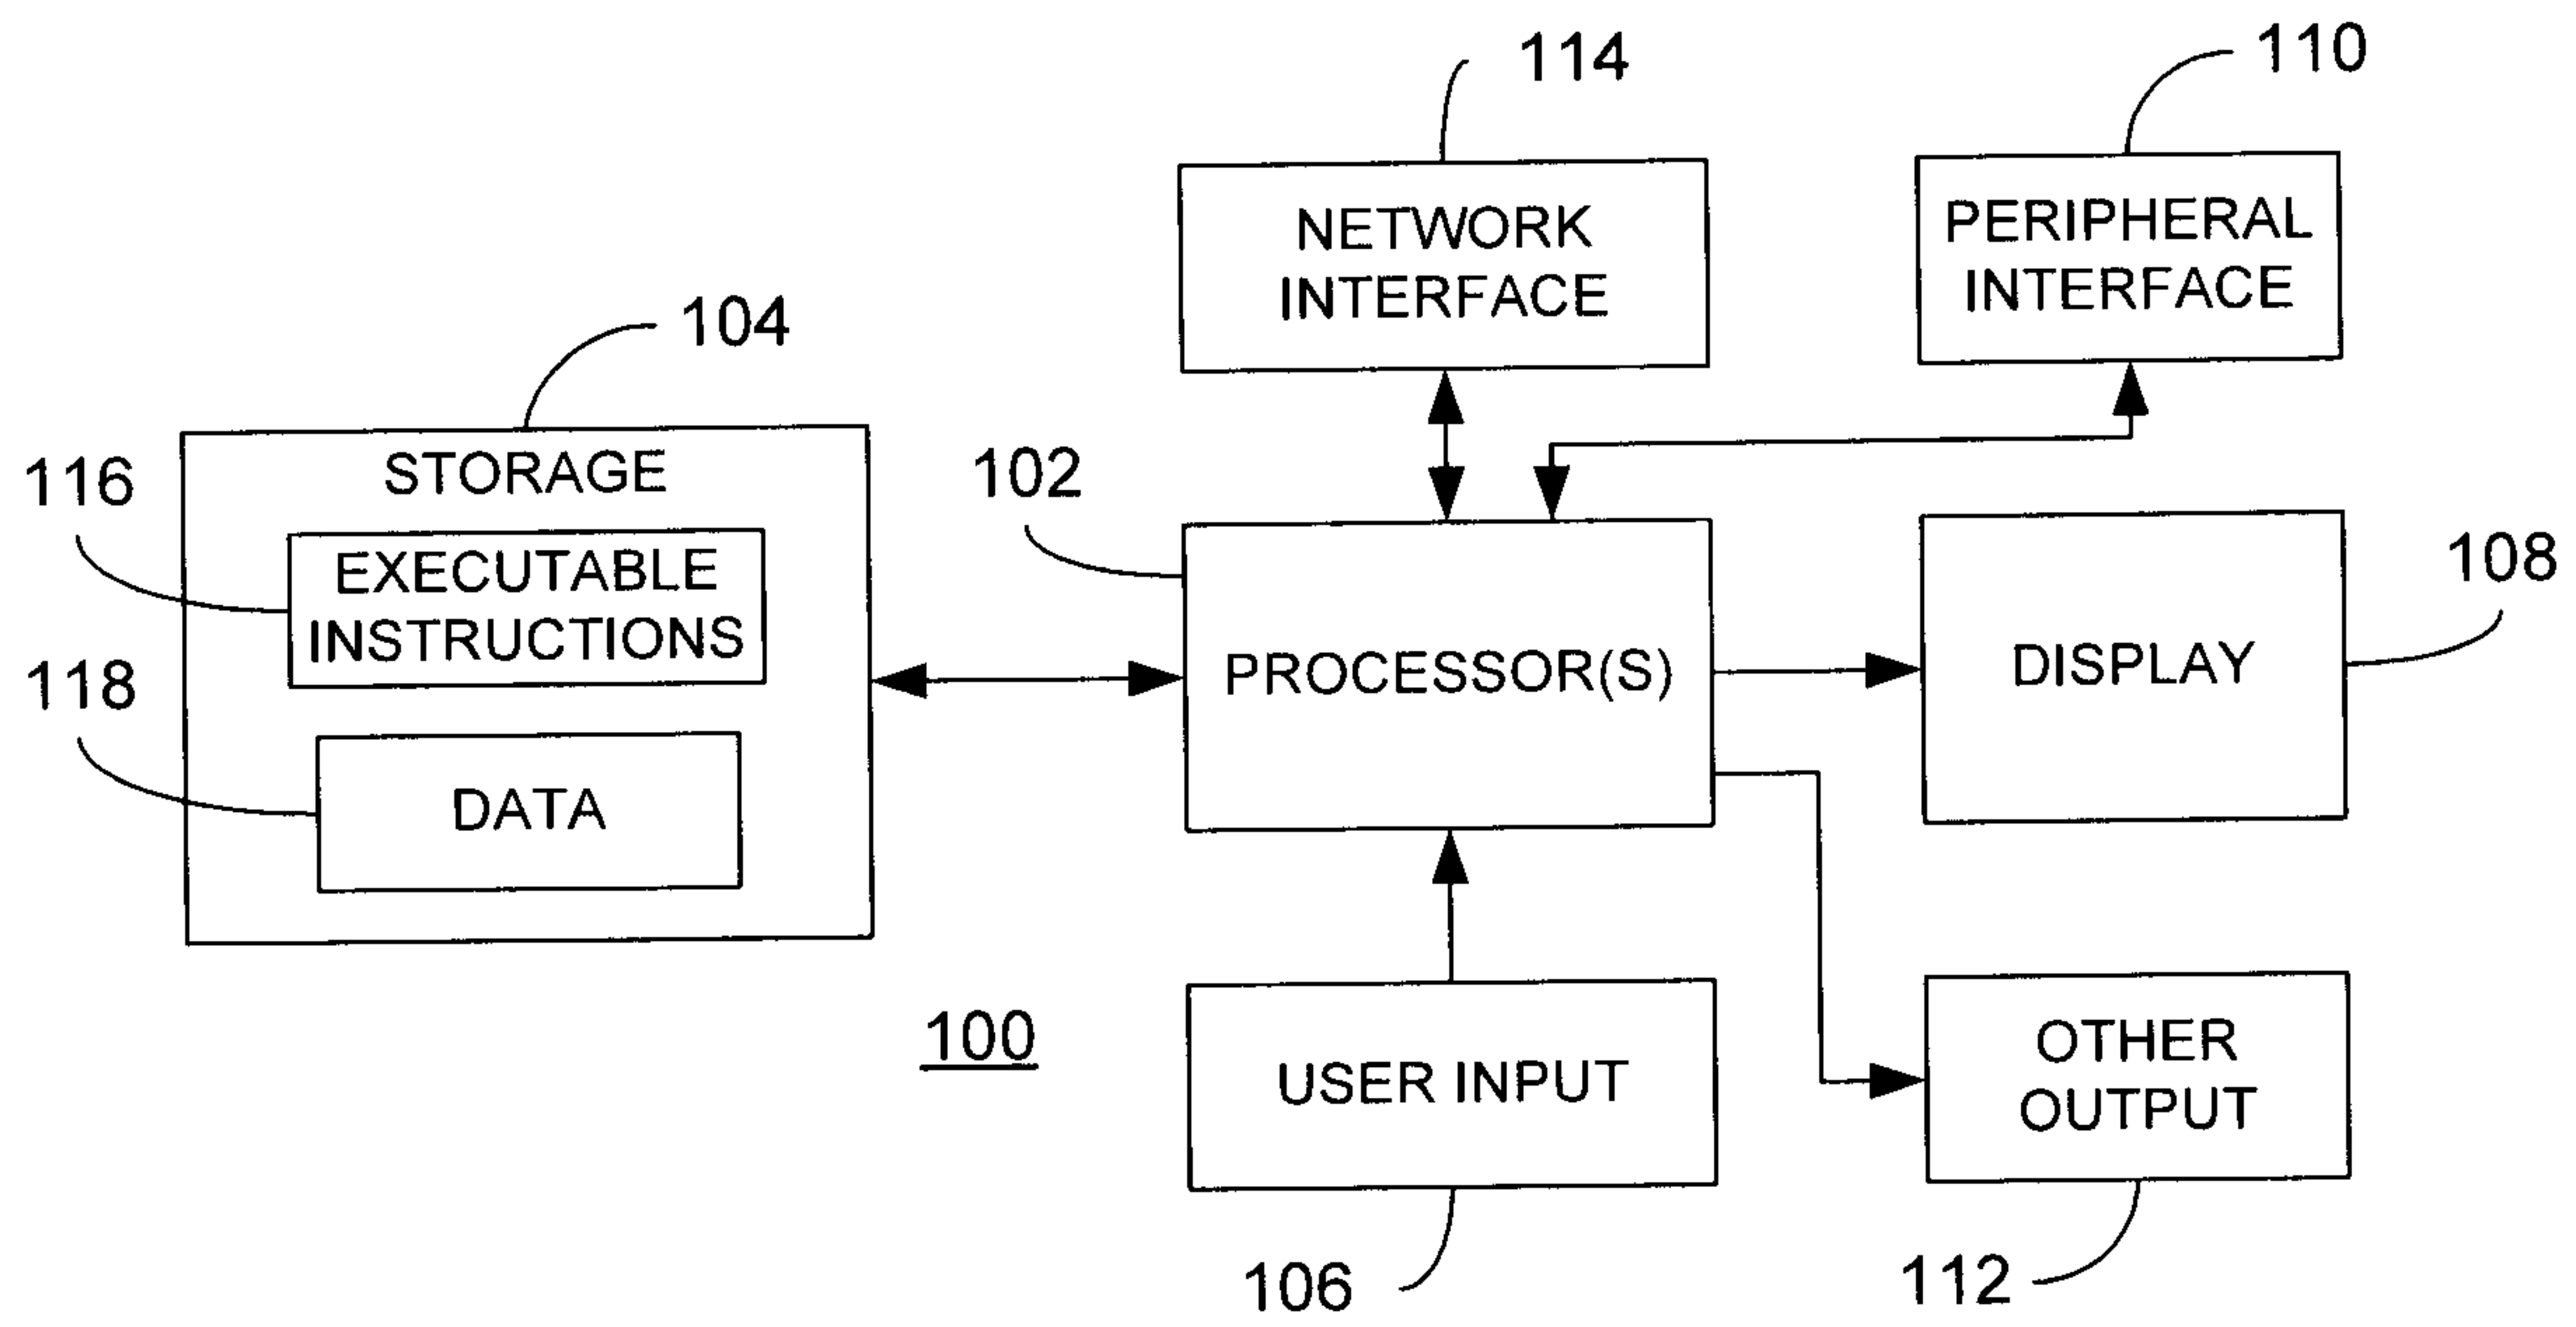 114
110
NETWORK
INTERFACE
PERIPHERAL
INTERFACE
104
STORAGE
116
EXECUTABLE
INSTRUCTIONS
118
DATA
102
PROCESSOR(S)
DISPLAY
108
100
USER INPUT
OTHER
OUTPUT
106
112